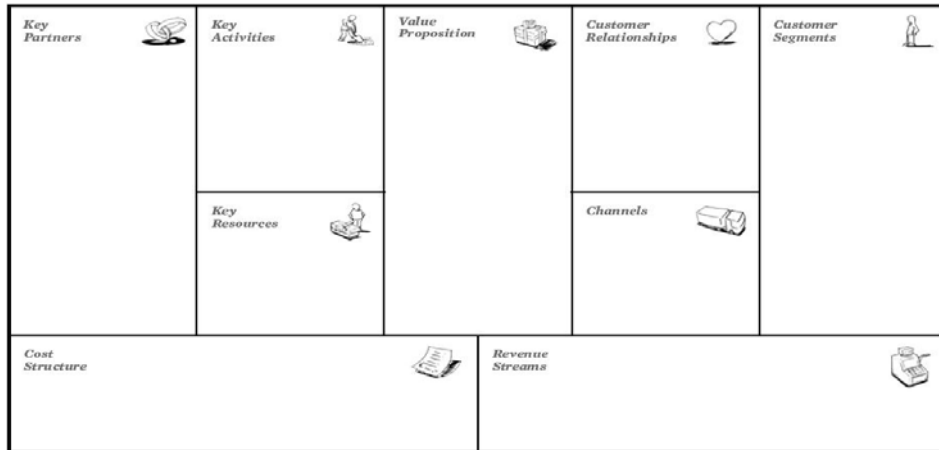 Key
Partners
Key
Activities
Value
Proposition
Customer
Relationships
Customer
Segments
Key
Resources
Channels
Cost
Structure
Revenue
Streams